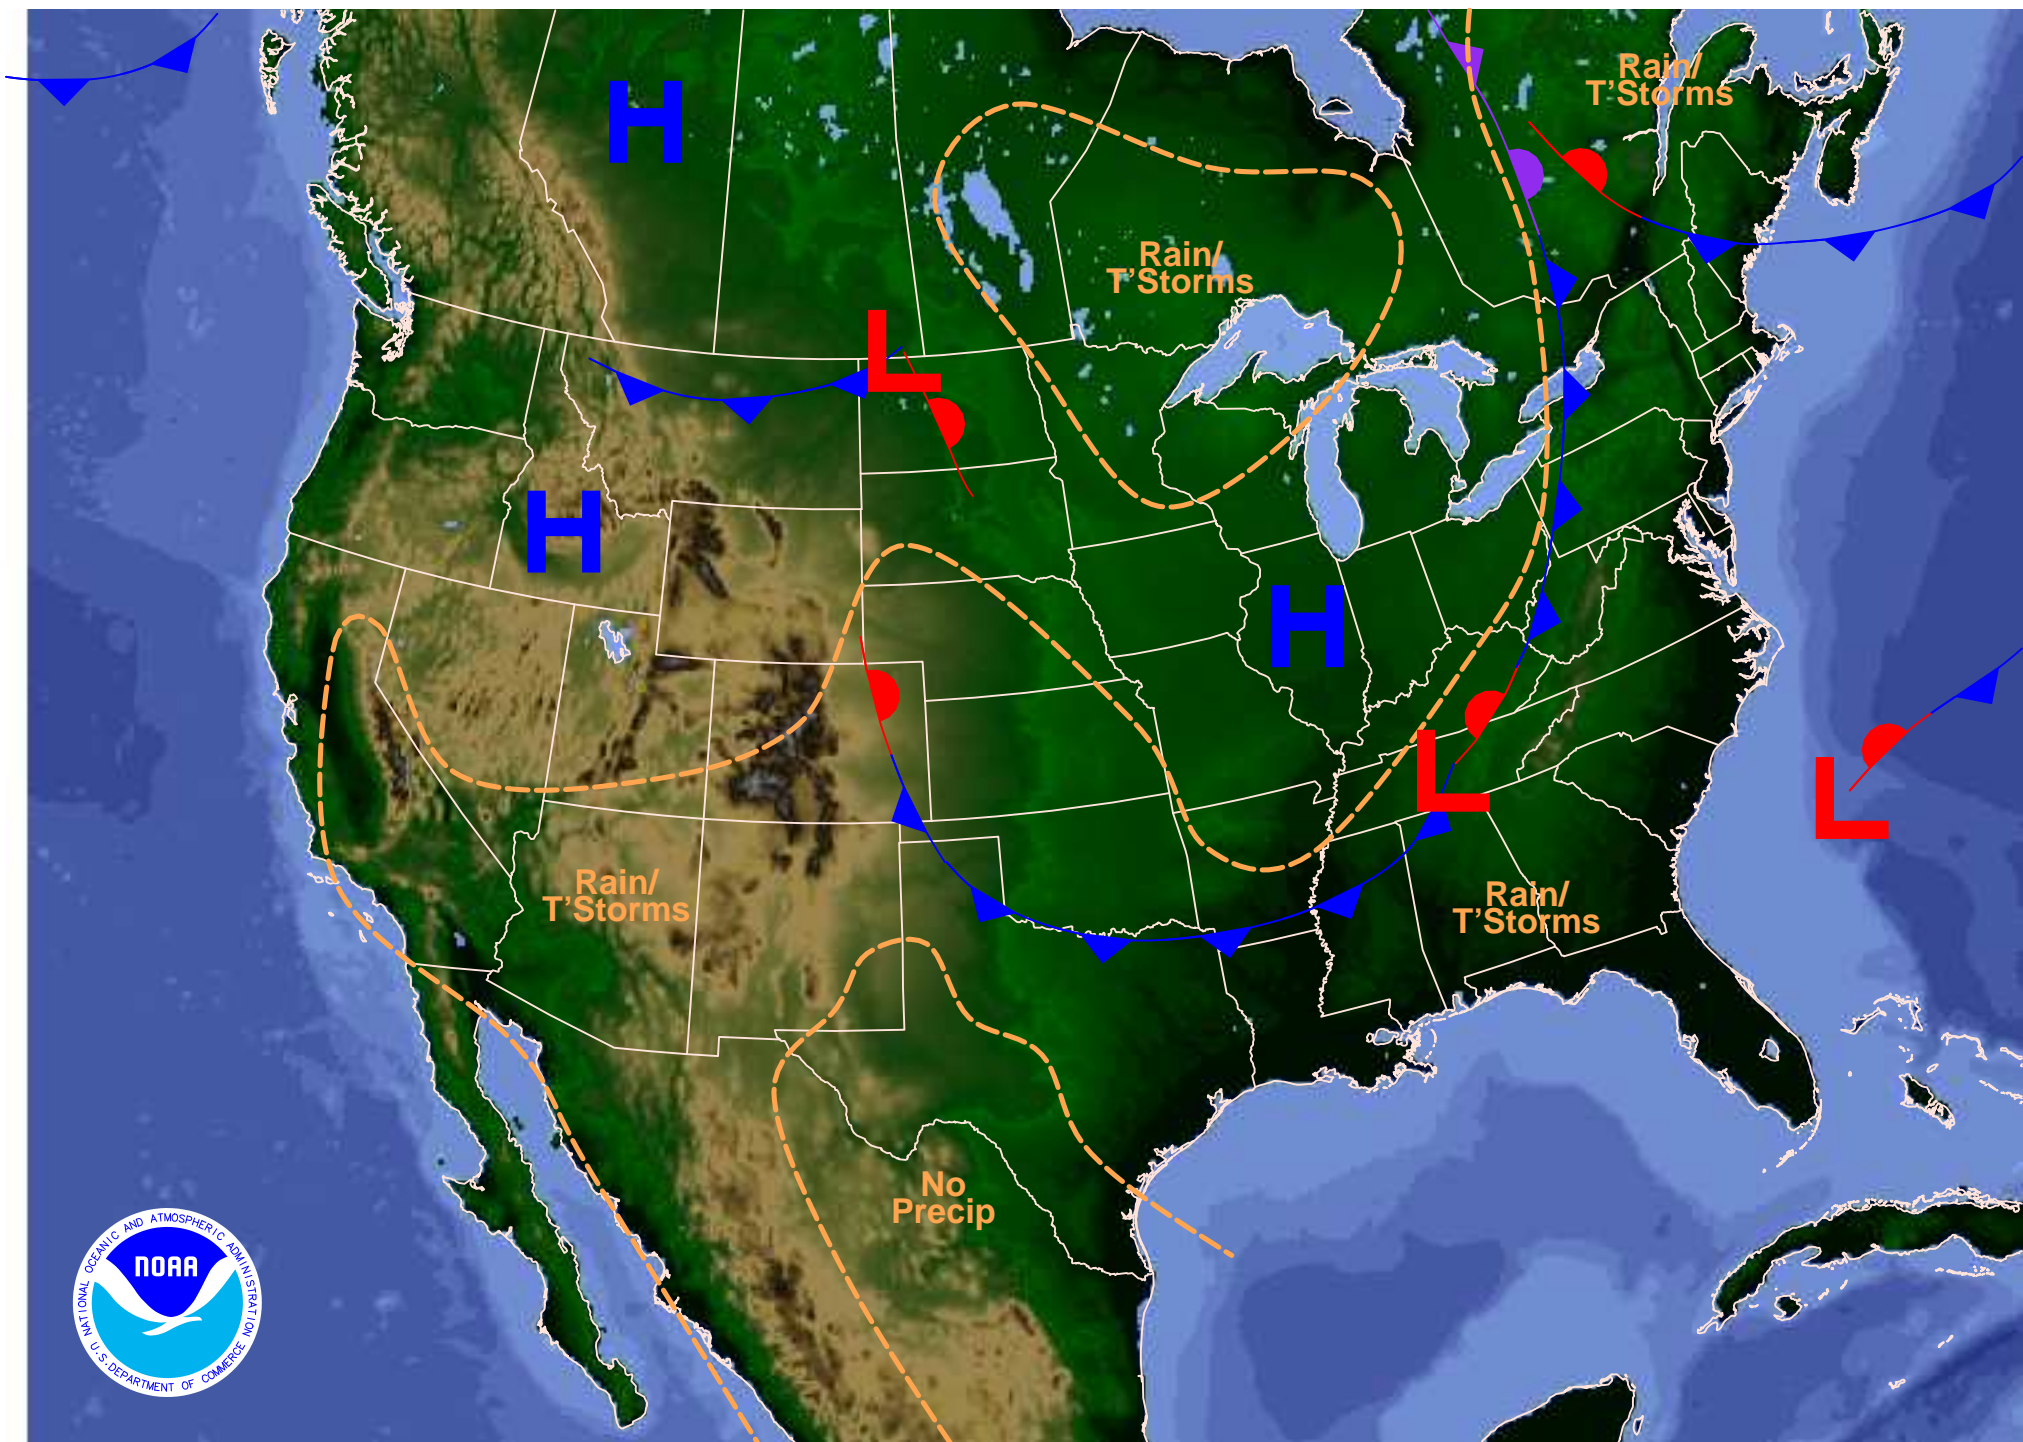 H
Rain/
T'Storms
Rain/
T'Storms
L
H
H
L
L
Rain/
T'Storms
Rain/
T'Storms
No
Precip
NATIONAL OCEANIC AND ATMOSPHERIC ADMINISTRATION
NOAA
U.S. DEPARTMENT OF COMMERCE